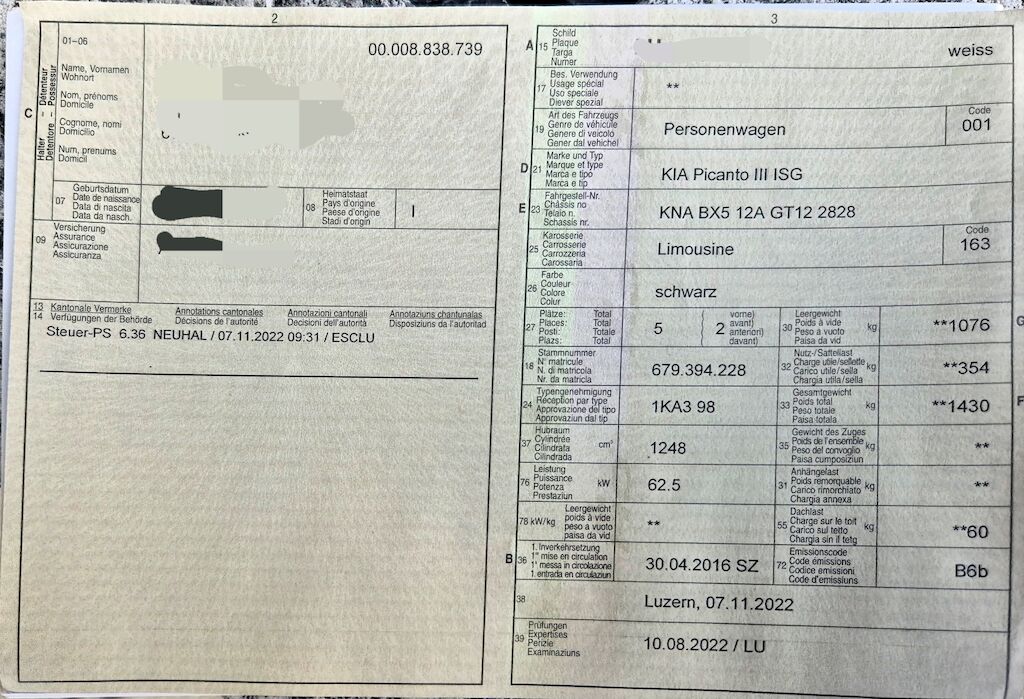 2
01-06
00.008.838.739
C
Halter – Détenteur
Detentore – Possessur
Name, Vornamen
Wohnort
Nom, prénoms
Domicile
Cognome, nomi
Domicilio
Num, prenums
Domicil
07
Geburtsdatum
Date de naissance
Data di nascita
Data da nasch.
08
Heimatstaat
Pays d'origine
Paese d'origine
Stadi d'origin
I
09
Versicherung
Assurance
Assicurazione
Assicuranza
13 Kantonale Vermerke Annotations cantonales Annotazioni cantonali Annotaziuns chantunalas
14 Verfügungen der Behörde Décisions de l'autorité Decisioni dell'autorità Disposiziuns da l'autoritad
Steuer-PS 6.36 NEUHAL / 07.11.2022 09:31 / ESCLU
3
A 15
Schild
Plaque
Targa
Numer
weiss
17
Bes. Verwendung
Usage spécial
Uso speciale
Diever spezial
**
19
Art des Fahrzeugs
Genre de véhicule
Genere di veicolo
Gener dal vehichel
Personenwagen
Code
001
D 21
Marke und Typ
Marque et type
Marca e tipo
Marca e tip
KIA Picanto III ISG
E 23
Fahrgestell-Nr.
Châssis no
Telaio n.
Schassis nr.
KNA BX5 12A GT12 2828
25
Karosserie
Carrosserie
Carrozzeria
Carossaria
Limousine
Code
163
26
Farbe
Couleur
Colore
Colur
schwarz
27
Plätze: Total
Places: Total
Posti: Totale
Plazs: Total
5
( vorne)
2 avant)
( anteriori)
davant)
30
Leergewicht
Poids à vide
Peso a vuoto
Paisa da vid
kg
**1076
G
18
Stammnummer
N° matricule
N. di matricola
Nr. da matricla
679.394.228
32
Nutz-/Sattellast
Charge utile/sellette
Carico utile/sella
Chargia utila/sella
kg
**354
24
Typengenehmigung
Réception par type
Approvazione del tipo
Approvaziun dal tip
1KA3 98
33
Gesamtgewicht
Poids total
Peso totale
Paisa totala
kg
**1430
F
37
Hubraum
Cylindrée
Cilindrata
Cilindrada
cm³
1248
35
Gewicht des Zuges
Poids de l'ensemble
Peso del convoglio
Paisa cumposiziun
kg
**
76
Leistung
Puissance
Potenza
Prestaziun
kW
62.5
31
Anhängelast
Poids remorquable
Carico rimorchiato
Chargia annexa
kg
**
78 kW/kg
Leergewicht
poids à vide
peso a vuoto
paisa da vid
**
55
Dachlast
Charge sur le toit
Carico sul tetto
Chargia sin il tetg
kg
**60
B 36
1. Inverkehrsetzung
1re mise en circulation
1a messa in circolazione
1. entrada en circulaziun
30.04.2016 SZ
72
Emissionscode
Code émissions
Codice emissioni
Code d'emissiuns
B6b
38
Luzern, 07.11.2022
39
Prüfungen
Expertises
Perizie
Examinaziuns
10.08.2022 / LU